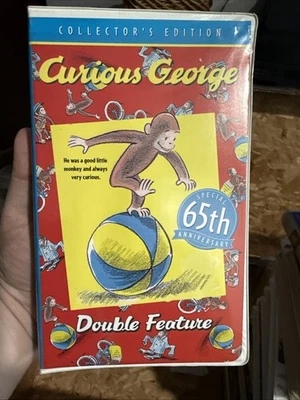 COLLECTOR'S EDITION
Curious George
He was a good little
monkey and always
very curious.
SPECIAL
65th
ANNIVERSARY
Double Feature